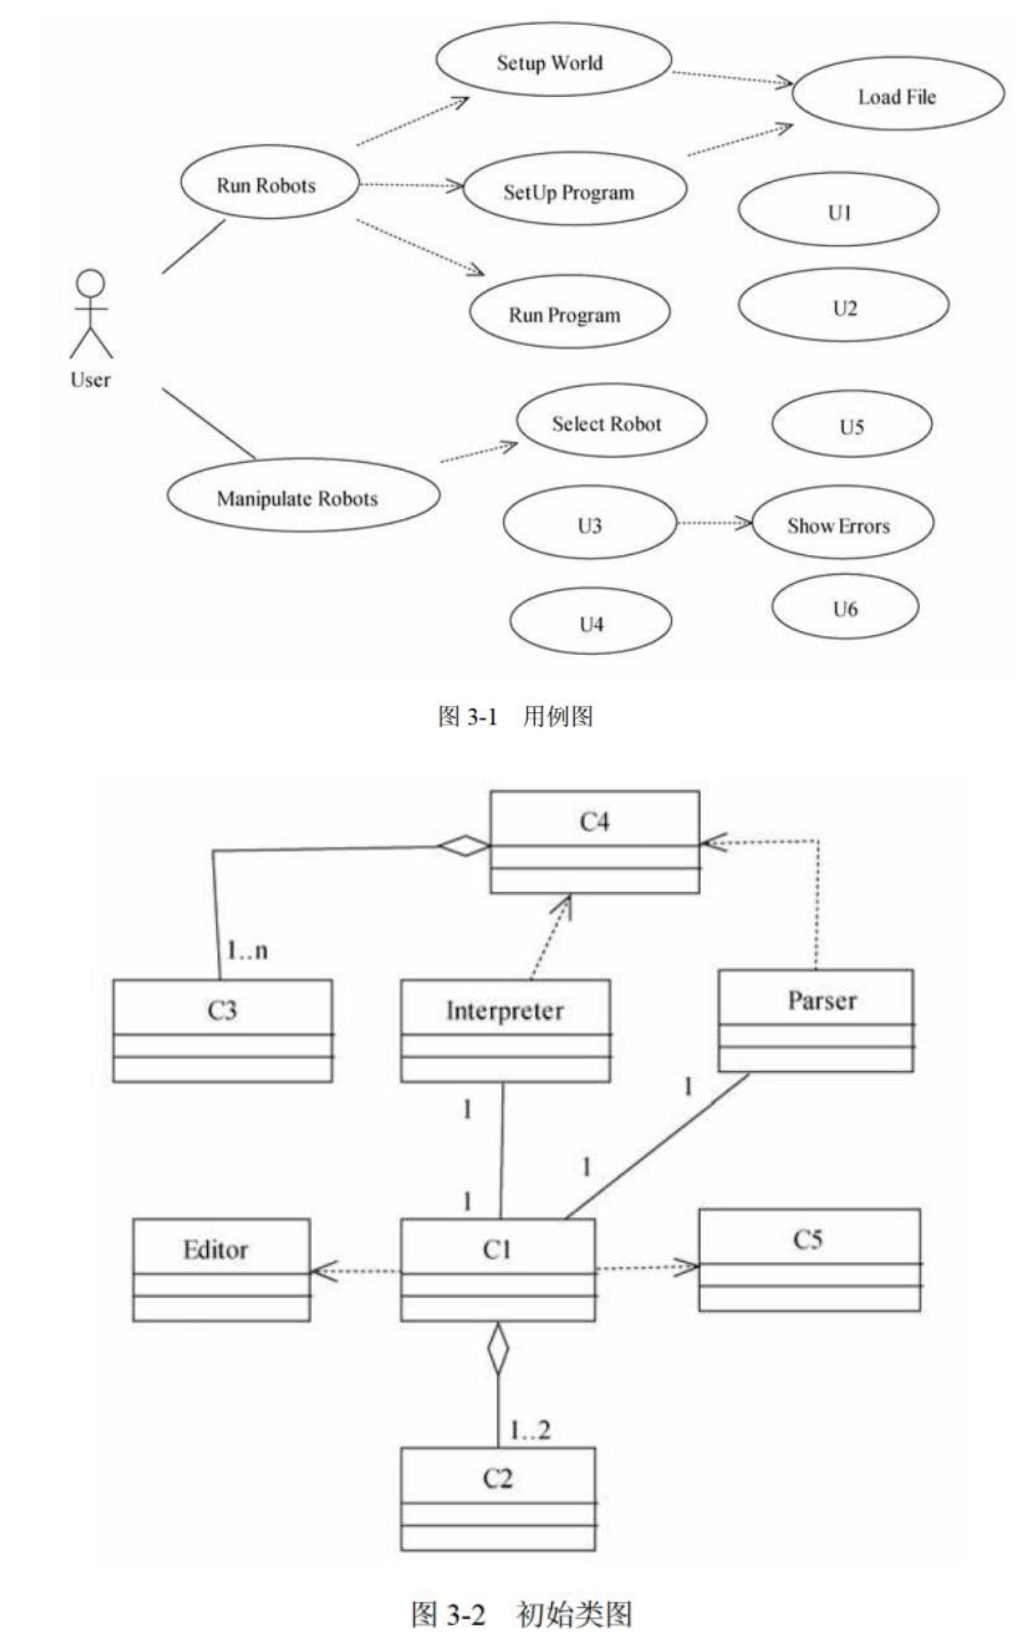 Setup World
Load File
Run Robots
SetUp Program
U1
U2
Run Program
User
Select Robot
U5
Manipulate Robots
U3
Show Errors
U4
U6
图 3-1 用例图
C4
1..n
C3
Interpreter
Parser
1
1
1
1
Editor
C1
C5
1..2
C2
图 3-2 初始类图